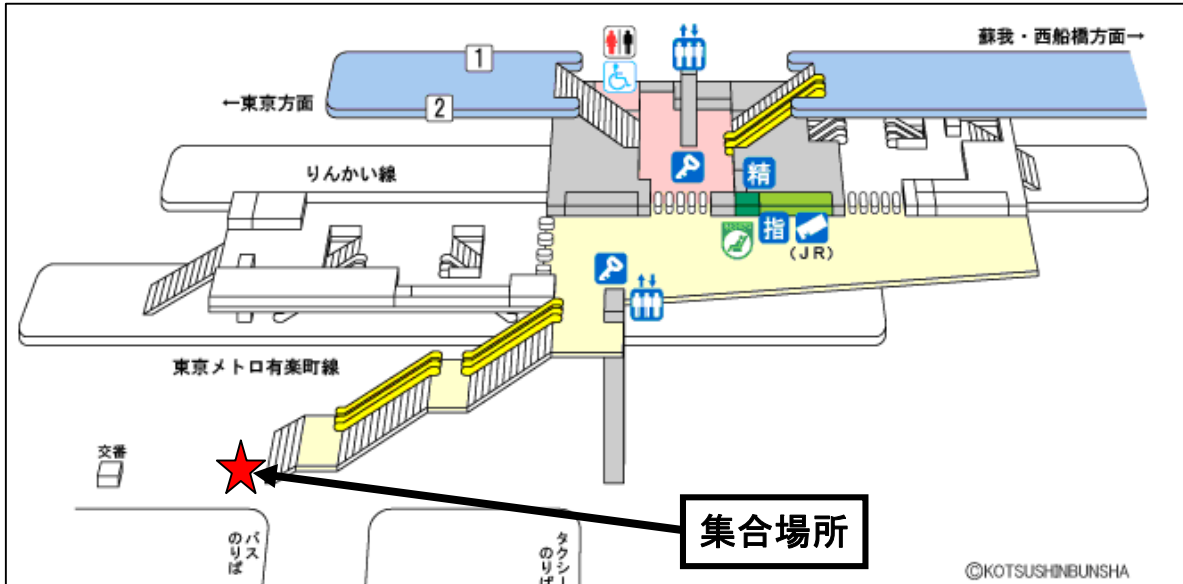 蘇我・西船橋方面→
1
←東京方面
2
りんかい線
精
指
(JR)
東京メトロ有楽町線
交番
集合場所
バス
のりば
タクシー
のりば
©KOTSUSHINBUNSHA